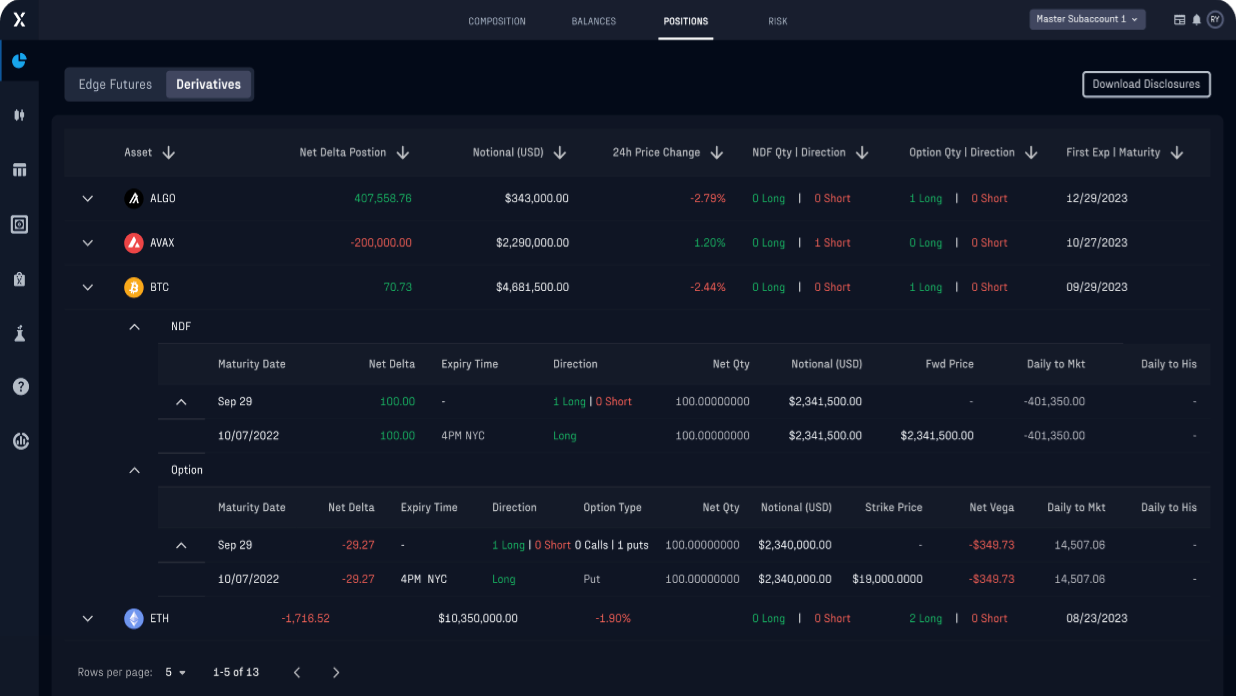 X COMPOSITION BALANCES POSITIONS RISK Master Subaccount 1 RY
Edge Futures Derivatives Download Disclosures
Asset Net Delta Postion Notional (USD) 24h Price Change NDF Qty | Direction Option Qty | Direction First Exp | Maturity
ALGO 407,558.76 $343,000.00 -2.79% 0 Long | 0 Short 1 Long | 0 Short 12/29/2023
AVAX -200,000.00 $2,290,000.00 1.20% 0 Long | 1 Short 0 Long | 0 Short 10/27/2023
BTC 70.73 $4,681,500.00 -2.44% 0 Long | 0 Short 1 Long | 0 Short 09/29/2023
NDF
Maturity Date Net Delta Expiry Time Direction Net Qty Notional (USD) Fwd Price Daily to Mkt Daily to His
Sep 29 100.00 - 1 Long | 0 Short 100.00000000 $2,341,500.00 - -401,350.00 -
10/07/2022 100.00 4PM NYC Long 100.00000000 $2,341,500.00 $2,341,500.00 -401,350.00 -
Option
Maturity Date Net Delta Expiry Time Direction Option Type Net Qty Notional (USD) Strike Price Net Vega Daily to Mkt Daily to His
Sep 29 -29.27 - 1 Long | 0 Short 0 Calls | 1 puts 100.00000000 $2,340,000.00 - -$349.73 14,507.06 -
10/07/2022 -29.27 4PM NYC Long Put 100.00000000 $2,340,000.00 $19,000.0000 -$349.73 14,507.06 -
ETH -1,716.52 $10,350,000.00 -1.90% 0 Long | 0 Short 2 Long | 0 Short 08/23/2023
Rows per page: 5 1-5 of 13